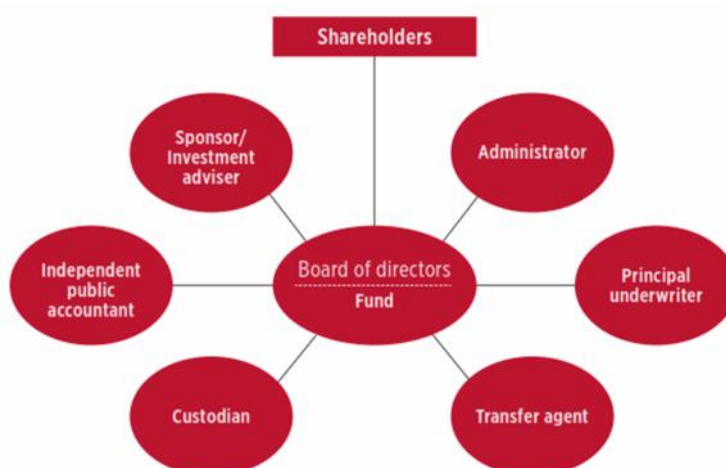 Shareholders
Sponsor/
Investment
adviser
Administrator
Independent
public
accountant
Board of directors
Fund
Principal
underwriter
Custodian
Transfer agent